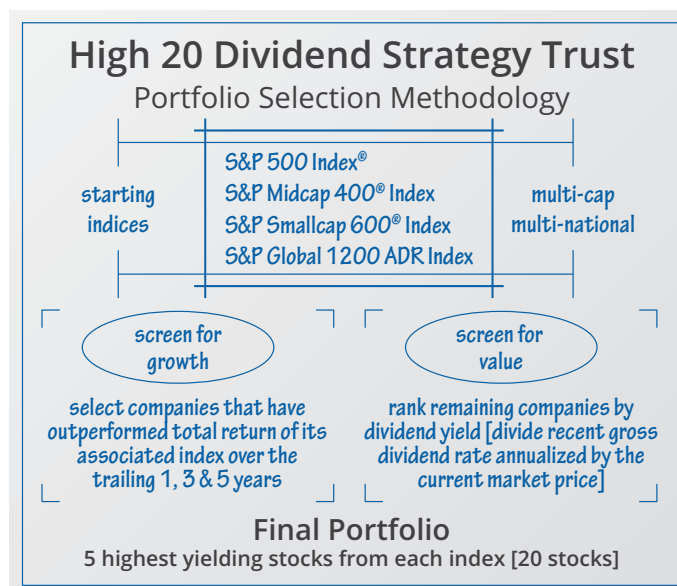 High 20 Dividend Strategy Trust
Portfolio Selection Methodology
starting
indices
S&P 500 Index®
S&P Midcap 400® Index
S&P Smallcap 600® Index
S&P Global 1200 ADR Index
multi-cap
multi-national
screen for
growth
select companies that have
outperformed total return of its
associated index over the
trailing 1, 3 & 5 years
screen for
value
rank remaining companies by
dividend yield [divide recent gross
dividend rate annualized by the
current market price]
Final Portfolio
5 highest yielding stocks from each index [20 stocks]